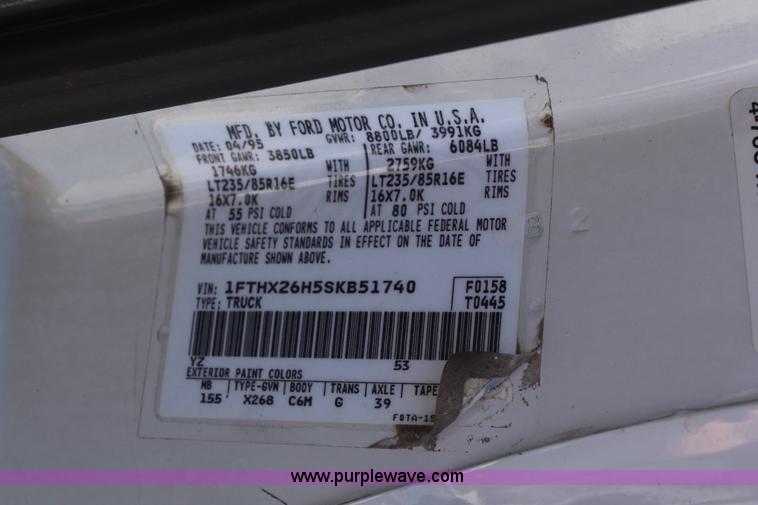 MFD. BY FORD MOTOR CO. IN U.S.A.
DATE: 04/95 GVWR: 8800LB/ 3991KG
FRONT GAWR: 3850LB REAR GAWR: 6084LB
1746KG WITH 2759KG WITH
LT235/85R16E TIRES LT235/85R16E TIRES
16X7.0K RIMS 16X7.0K RIMS
AT 55 PSI COLD AT 80 PSI COLD
THIS VEHICLE CONFORMS TO ALL APPLICABLE FEDERAL MOTOR
VEHICLE SAFETY STANDARDS IN EFFECT ON THE DATE OF
MANUFACTURE SHOWN ABOVE.
VIN: 1FTHX26H5SKB51740 F0158
TYPE: TRUCK T0445
YZ 53
EXTERIOR PAINT COLORS
WB TYPE-GVW BODY TRANS AXLE TAPE
155 X268 C6M G 39
www.purplewave.com